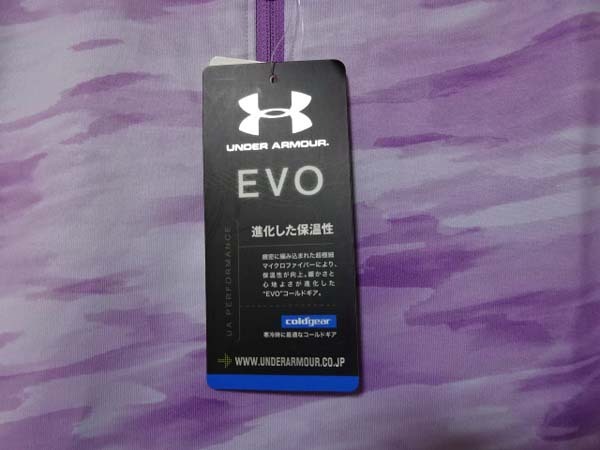 UNDER ARMOUR.
EVO
進化した保温性
緻密に編み込まれた超極細
マイクロファイバーにより、
保温性が向上。暖かさと
心地よさが進化した
"EVO"コールドギア。
UA PERFORMANCE
coldgear
寒冷時に最適なコールドギア
WWW.UNDERARMOUR.CO.JP